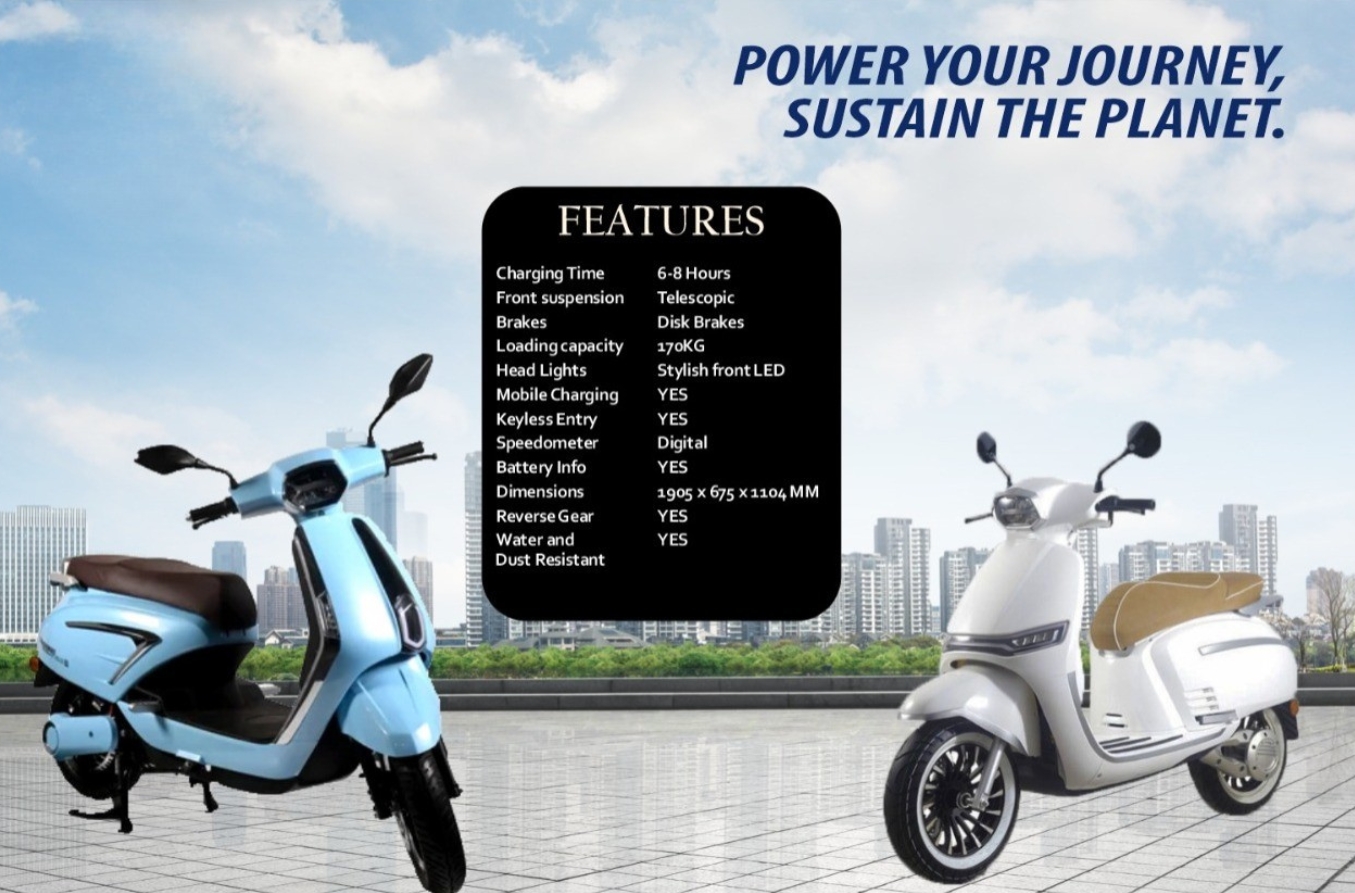 POWER YOUR JOURNEY,
SUSTAIN THE PLANET.
FEATURES
Charging Time 6-8 Hours
Front suspension Telescopic
Brakes Disk Brakes
Loading capacity 170KG
Head Lights Stylish front LED
Mobile Charging YES
Keyless Entry YES
Speedometer Digital
Battery Info YES
Dimensions 1905 x 675 x 1104 MM
Reverse Gear YES
Water and YES
Dust Resistant